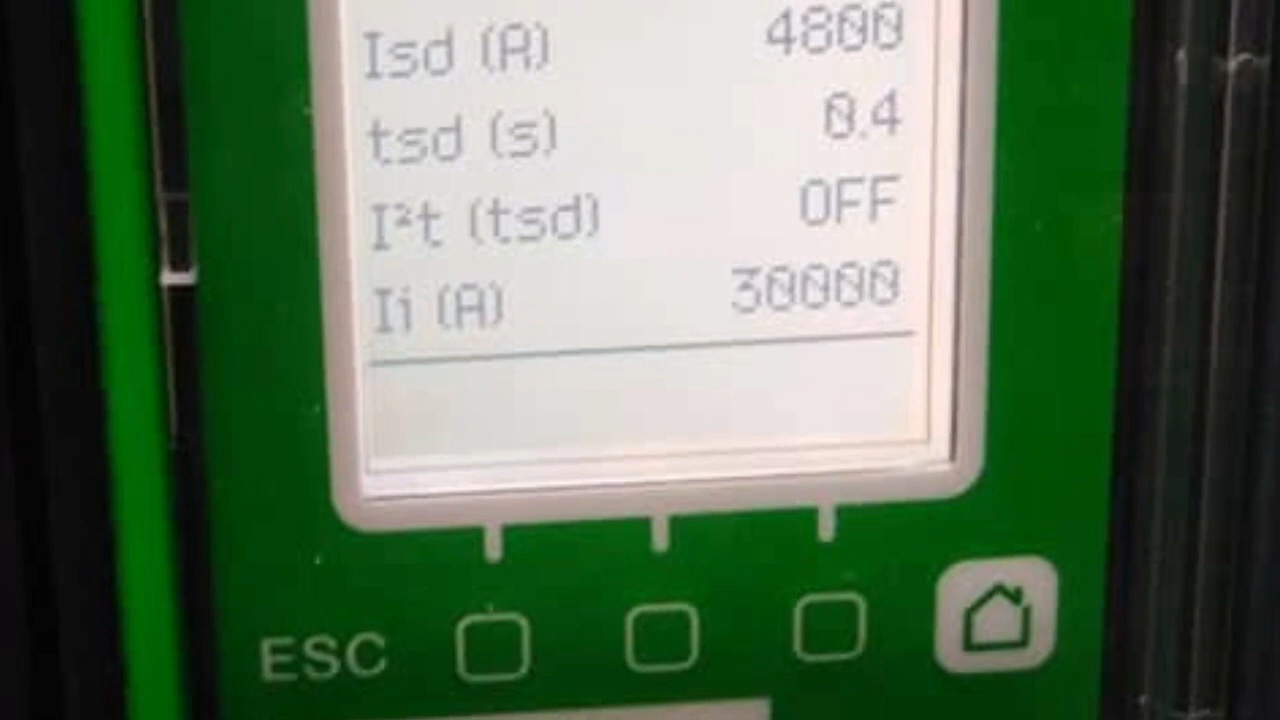 Isd (A) 4800
tsd (s) 0.4
I²t (tsd) OFF
Ii (A) 30000
ESC